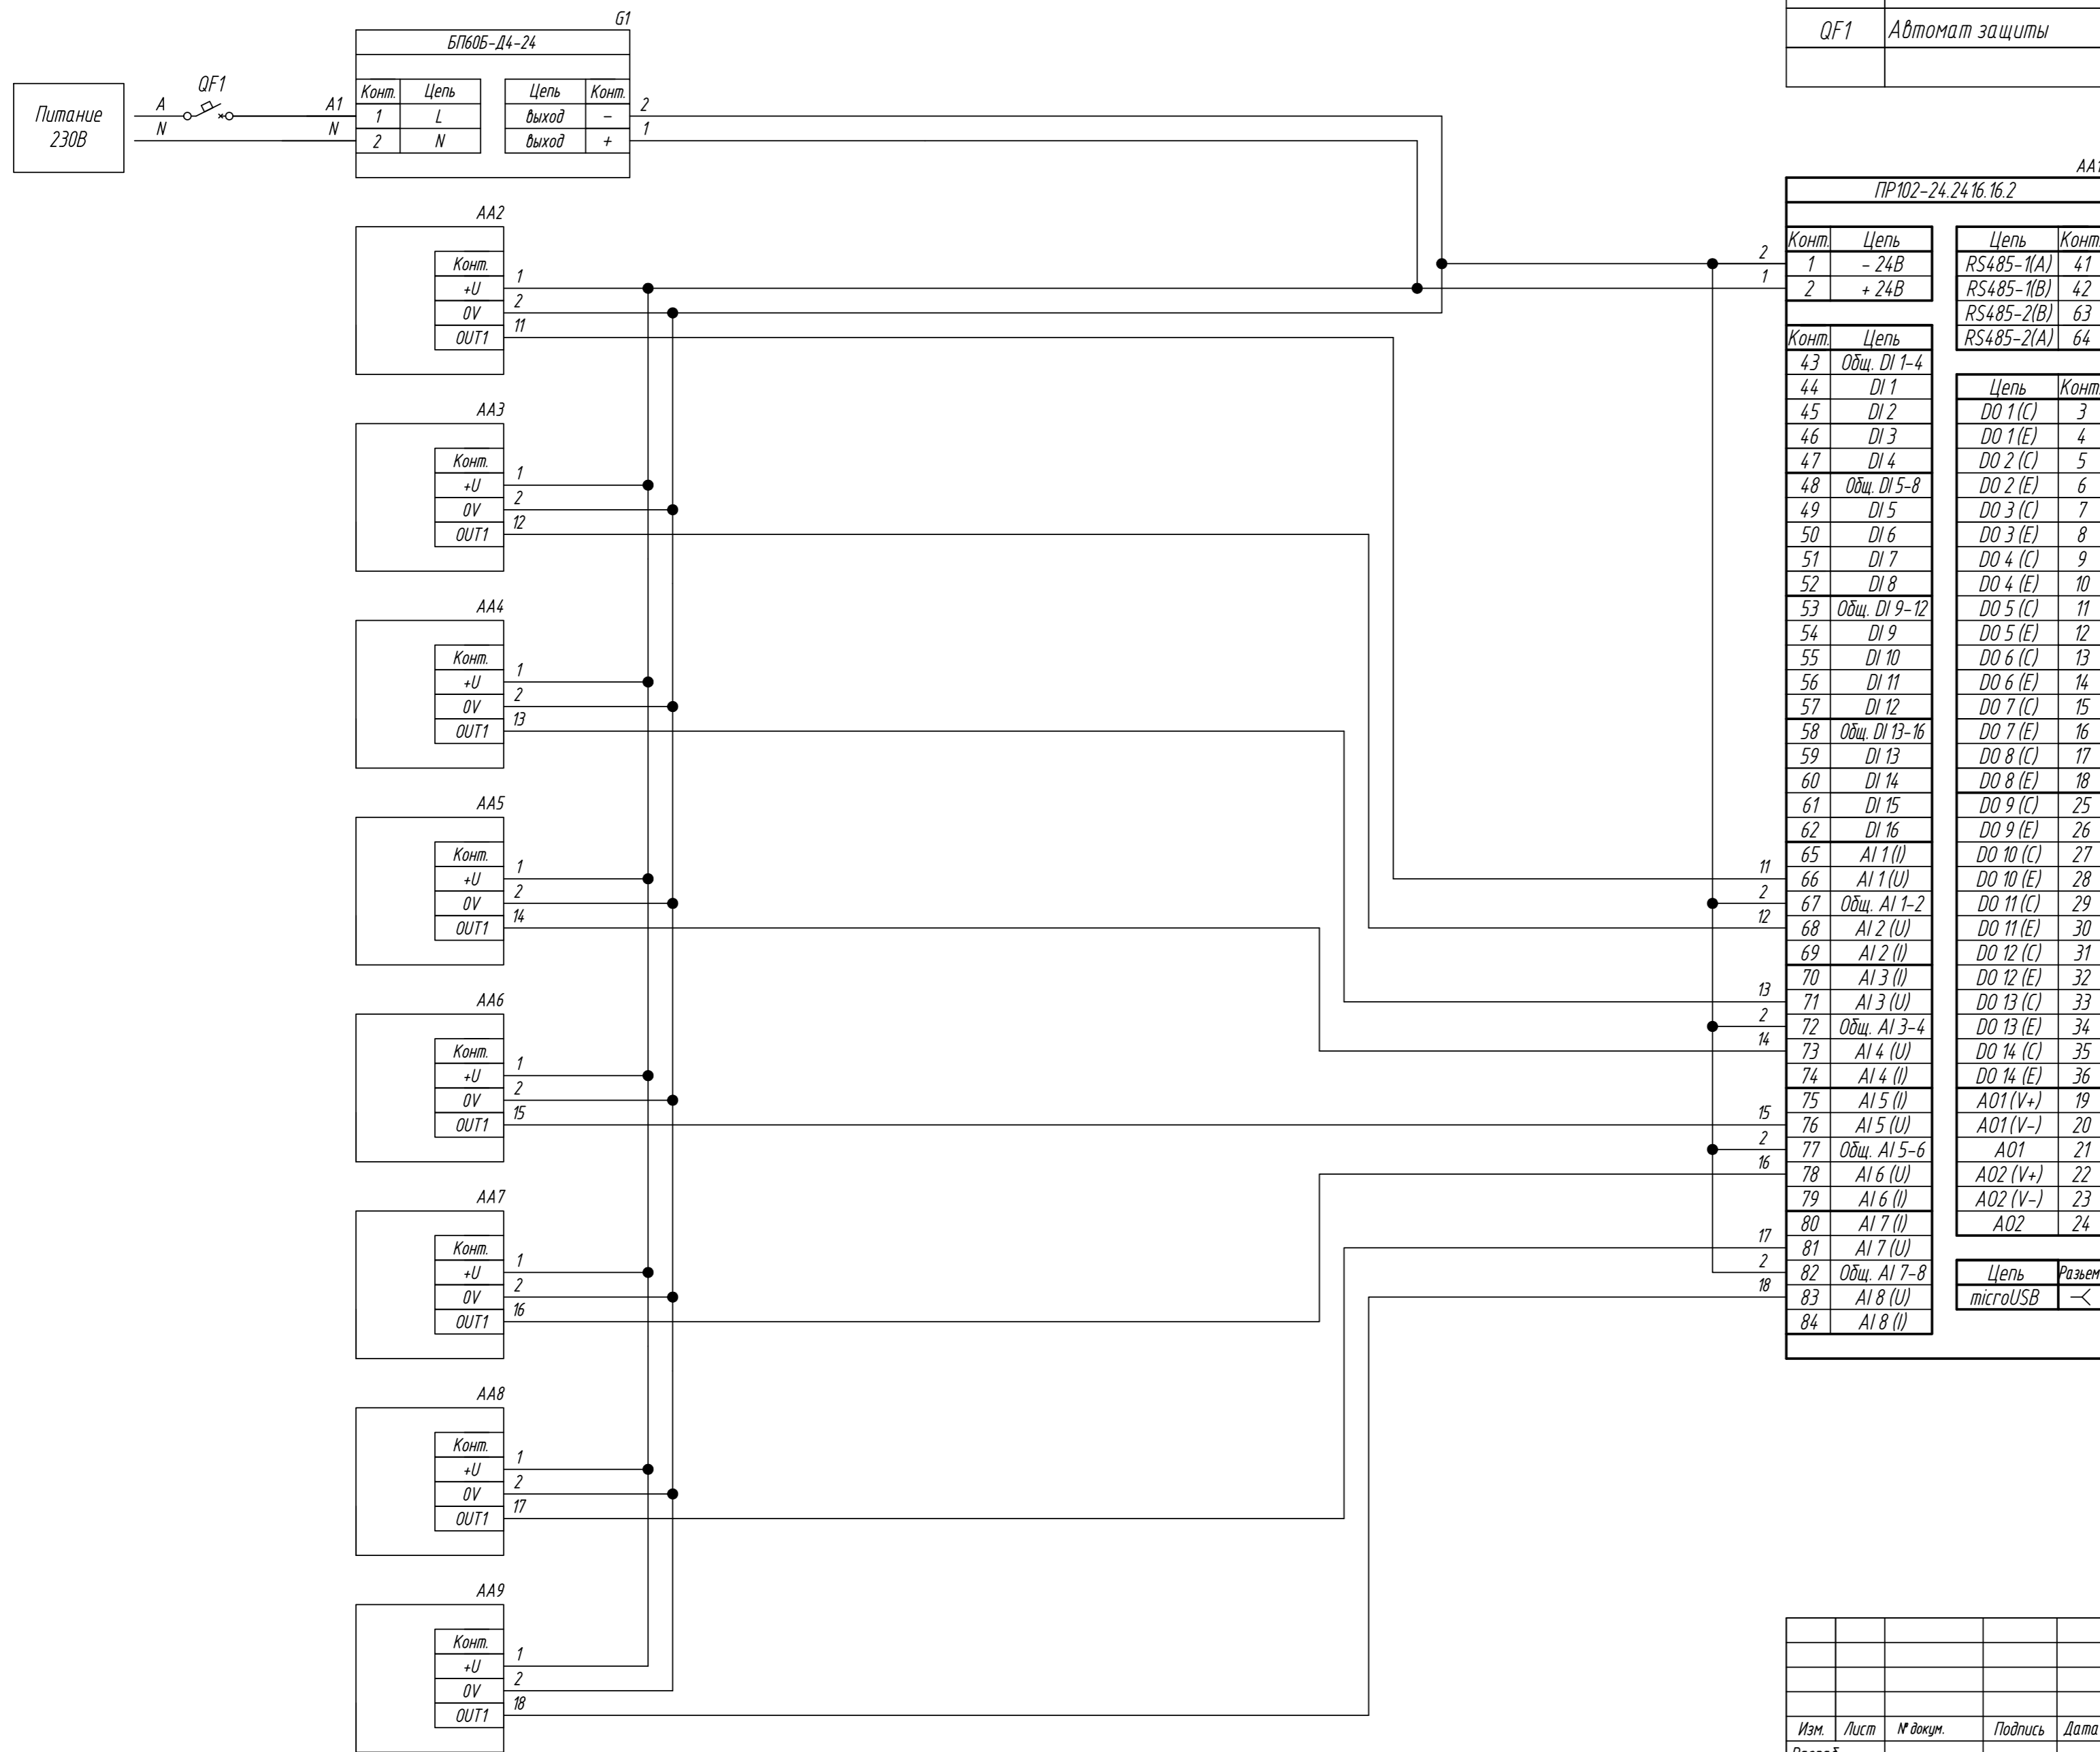 QF1 Автомат защиты
G1
БП60Б-Д4-24
Питание
230В
A QF1 A1
N N
Конт. Цепь Цепь Конт.
1 L выход - 2
2 N выход + 1
AA2
Конт.
+U 1
0V 2
OUT1 11
AA3
Конт.
+U 1
0V 2
OUT1 12
AA4
Конт.
+U 1
0V 2
OUT1 13
AA5
Конт.
+U 1
0V 2
OUT1 14
AA6
Конт.
+U 1
0V 2
OUT1 15
AA7
Конт.
+U 1
0V 2
OUT1 16
AA8
Конт.
+U 1
0V 2
OUT1 17
AA9
Конт.
+U 1
0V 2
OUT1 18
AA1
ПР102-24.2416.16.2
Конт. Цепь
2 1 - 24В
1 2 + 24В
Конт. Цепь
43 Общ. DI 1-4
44 DI 1
45 DI 2
46 DI 3
47 DI 4
48 Общ. DI 5-8
49 DI 5
50 DI 6
51 DI 7
52 DI 8
53 Общ. DI 9-12
54 DI 9
55 DI 10
56 DI 11
57 DI 12
58 Общ. DI 13-16
59 DI 13
60 DI 14
61 DI 15
62 DI 16
65 AI 1 (I)
11 66 AI 1 (U)
2 67 Общ. AI 1-2
12 68 AI 2 (U)
69 AI 2 (I)
70 AI 3 (I)
13 71 AI 3 (U)
2 72 Общ. AI 3-4
14 73 AI 4 (U)
74 AI 4 (I)
75 AI 5 (I)
15 76 AI 5 (U)
2 77 Общ. AI 5-6
16 78 AI 6 (U)
79 AI 6 (I)
80 AI 7 (I)
17 81 AI 7 (U)
2 82 Общ. AI 7-8
18 83 AI 8 (U)
84 AI 8 (I)
Цепь Конт.
RS485-1(A) 41
RS485-1(B) 42
RS485-2(B) 63
RS485-2(A) 64
Цепь Конт.
DO 1 (C) 3
DO 1 (E) 4
DO 2 (C) 5
DO 2 (E) 6
DO 3 (C) 7
DO 3 (E) 8
DO 4 (C) 9
DO 4 (E) 10
DO 5 (C) 11
DO 5 (E) 12
DO 6 (C) 13
DO 6 (E) 14
DO 7 (C) 15
DO 7 (E) 16
DO 8 (C) 17
DO 8 (E) 18
DO 9 (C) 25
DO 9 (E) 26
DO 10 (C) 27
DO 10 (E) 28
DO 11 (C) 29
DO 11 (E) 30
DO 12 (C) 31
DO 12 (E) 32
DO 13 (C) 33
DO 13 (E) 34
DO 14 (C) 35
DO 14 (E) 36
AO1 (V+) 19
AO1 (V-) 20
AO1 21
AO2 (V+) 22
AO2 (V-) 23
AO2 24
Цепь Разъем
microUSB
Изм. Лист № докум. Подпись Дата